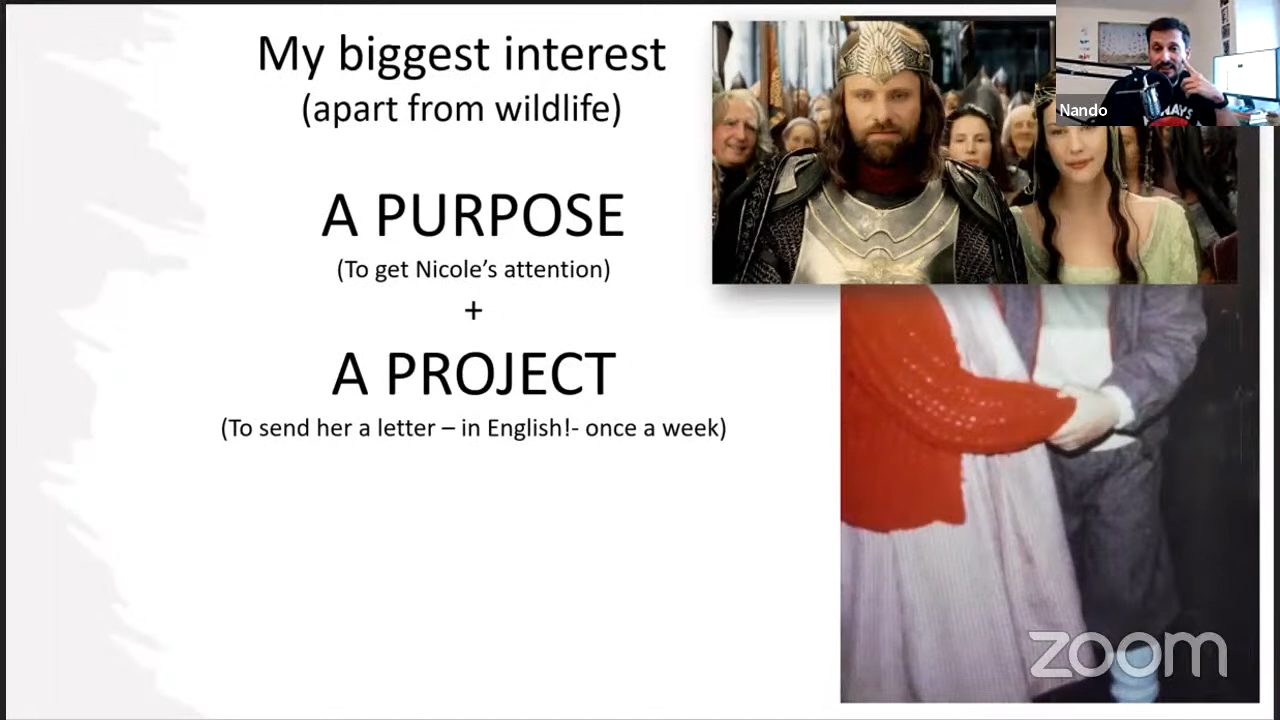 My biggest interest
(apart from wildlife)
A PURPOSE
(To get Nicole's attention)
+
A PROJECT
(To send her a letter – in English!- once a week)
Nando
zoom